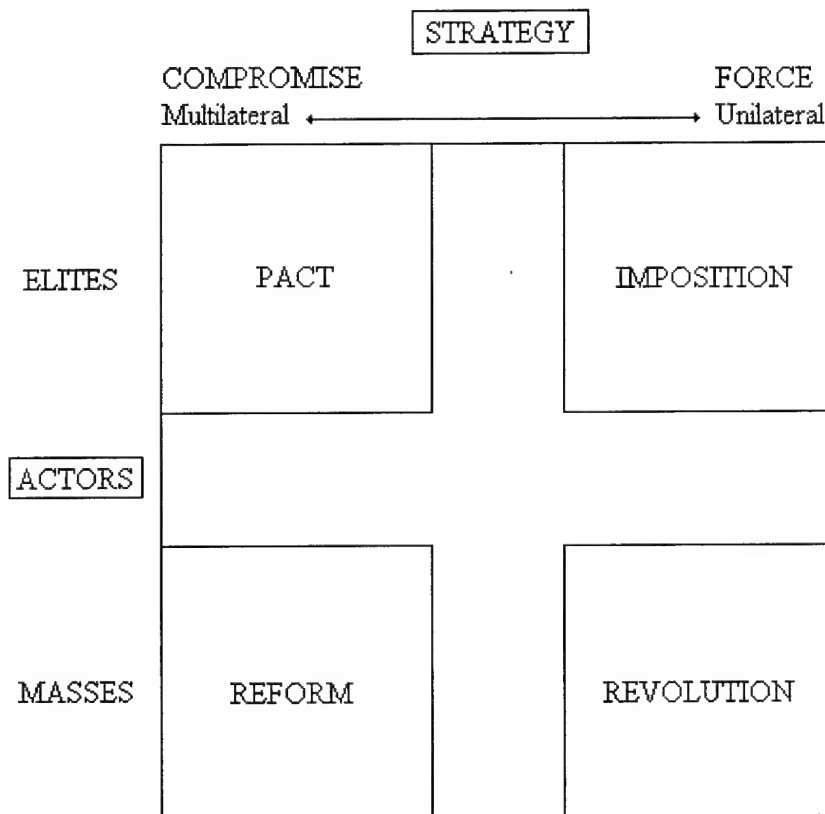 STRATEGY
COMPROMISE FORCE
Multilateral Unilateral
ELITES PACT IMPOSITION
ACTORS
MASSES REFORM REVOLUTION